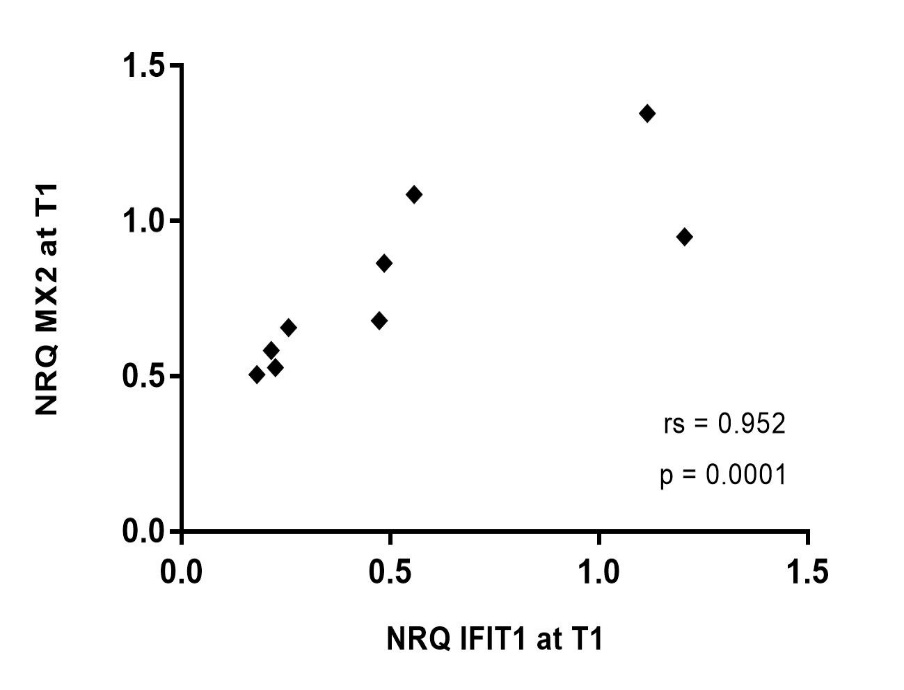 NRQ MX2 at T1
1.5
1.0
0.5
0.0
rs = 0.952
p = 0.0001
0.0 0.5 1.0 1.5
NRQ IFIT1 at T1